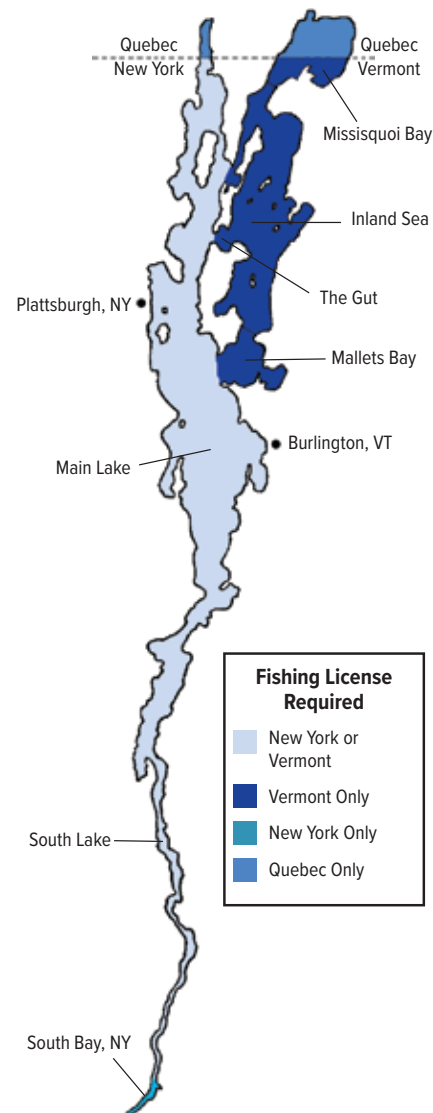 Quebec
New York
Quebec
Vermont
Missisquoi Bay
Inland Sea
The Gut
Plattsburgh, NY
Mallets Bay
Burlington, VT
Main Lake
Fishing License
Required
New York or
Vermont
Vermont Only
New York Only
Quebec Only
South Lake
South Bay, NY